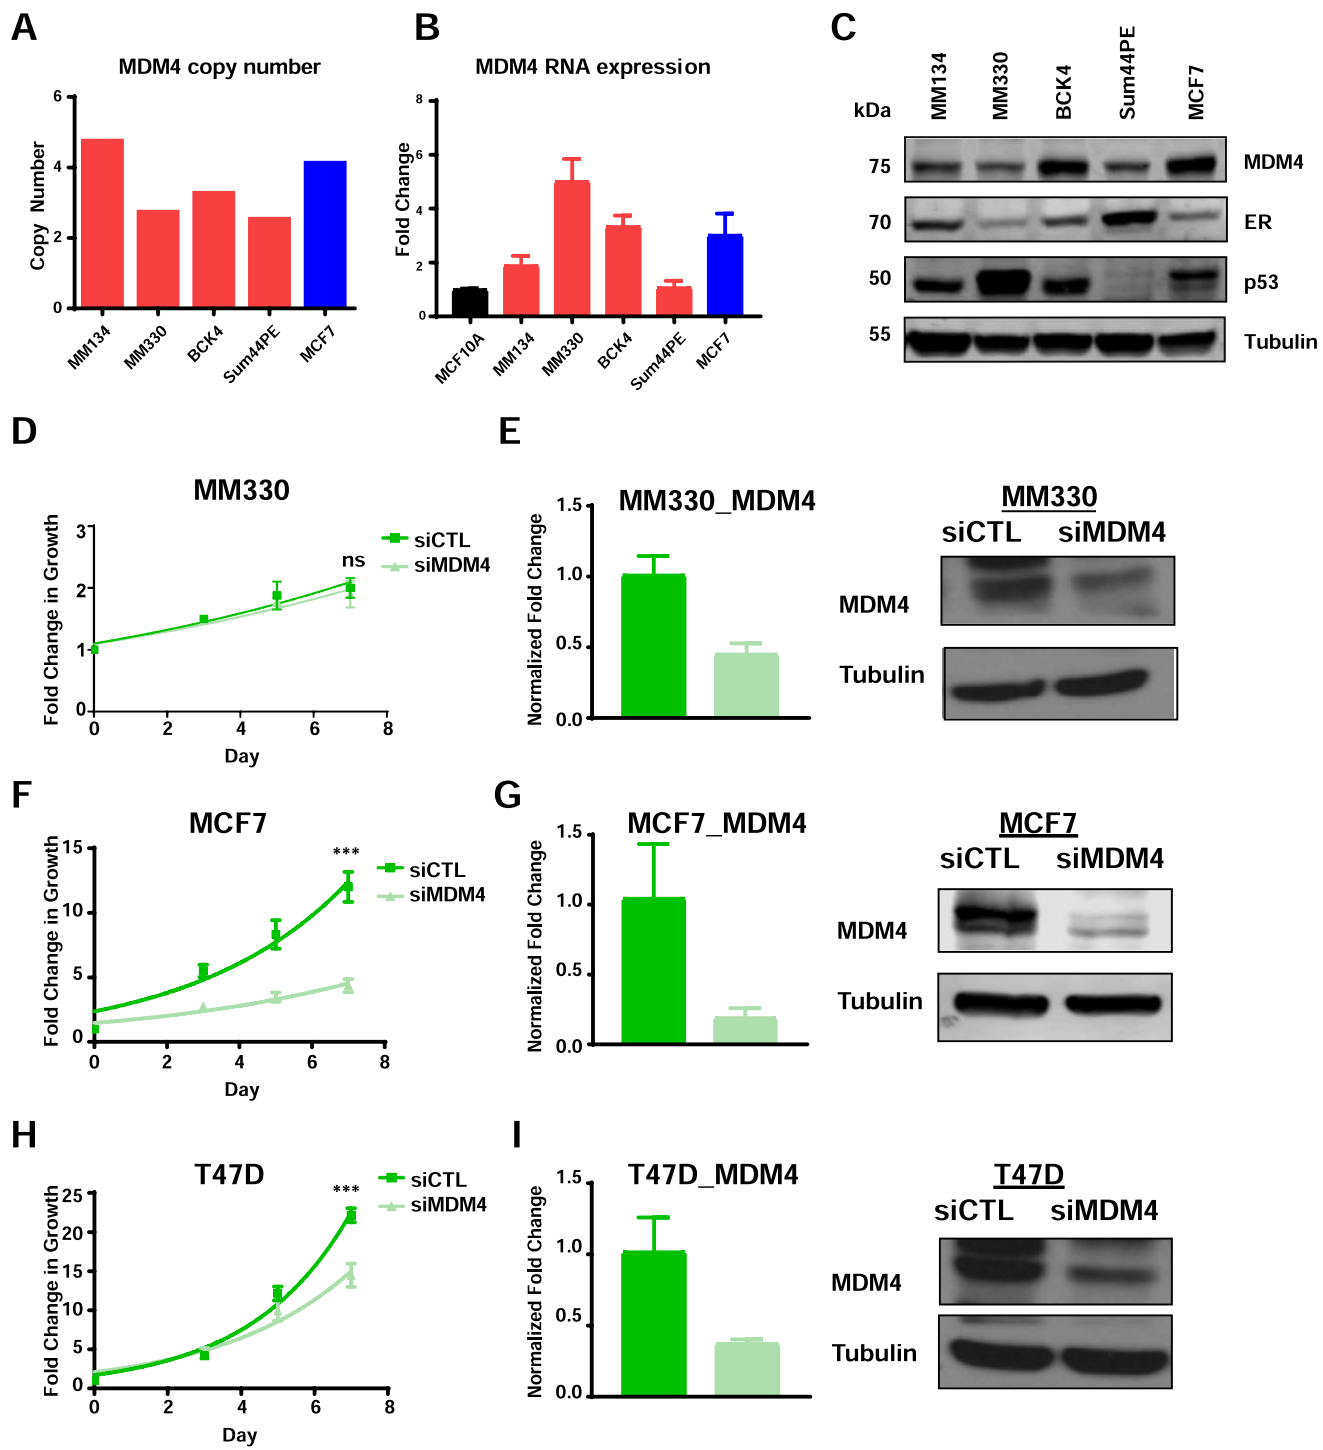 A
MDM4 copy number
Copy Number
6
4
2
0
MM134
MM330
BCK4
Sum44PE
MCF7
B
MDM4 RNA expression
Fold Change
8
6
4
2
0
MCF10A
MM134
MM330
BCK4
Sum44PE
MCF7
C
kDa
MM134
MM330
BCK4
Sum44PE
MCF7
75
MDM4
70
ER
50
p53
55
Tubulin
D
MM330
Fold Change in Growth
3
2
1
0
0 2 4 6 8
Day
ns
siCTL
siMDM4
E
MM330_MDM4
Normalized Fold Change
1.5
1.0
0.5
0.0
MM330
siCTL siMDM4
MDM4
Tubulin
F
MCF7
Fold Change in Growth
15
10
5
0
0 2 4 6 8
Day
***
siCTL
siMDM4
G
MCF7_MDM4
Normalized Fold Change
1.5
1.0
0.5
0.0
MCF7
siCTL siMDM4
MDM4
Tubulin
H
T47D
Fold Change in Growth
25
20
15
10
5
0
0 2 4 6 8
Day
***
siCTL
siMDM4
I
T47D_MDM4
Normalized Fold Change
1.5
1.0
0.5
0.0
T47D
siCTL siMDM4
MDM4
Tubulin